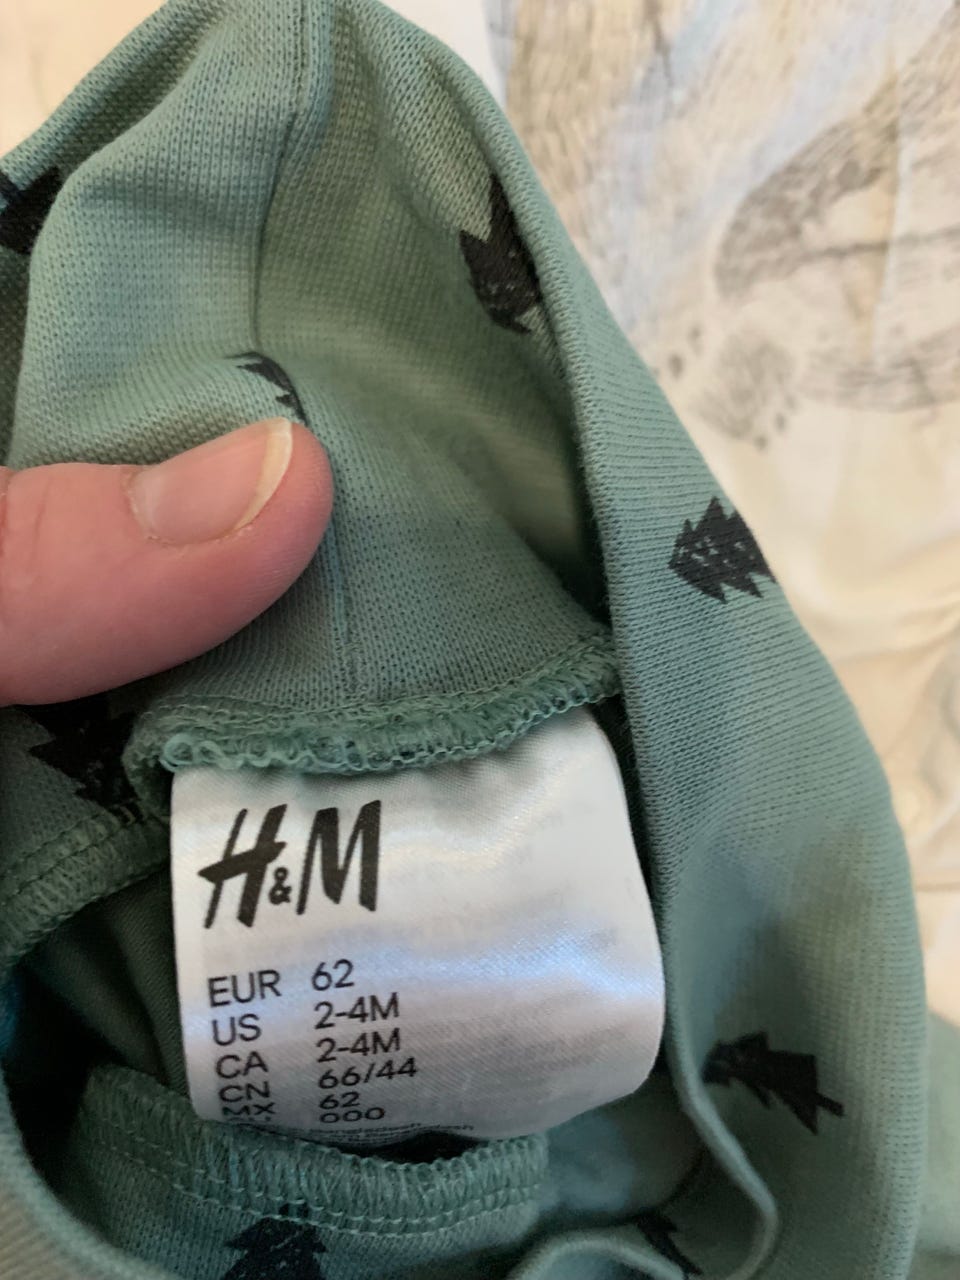 H&M
EUR 62
US 2-4M
CA 2-4M
CN 66/44
MX 62
000